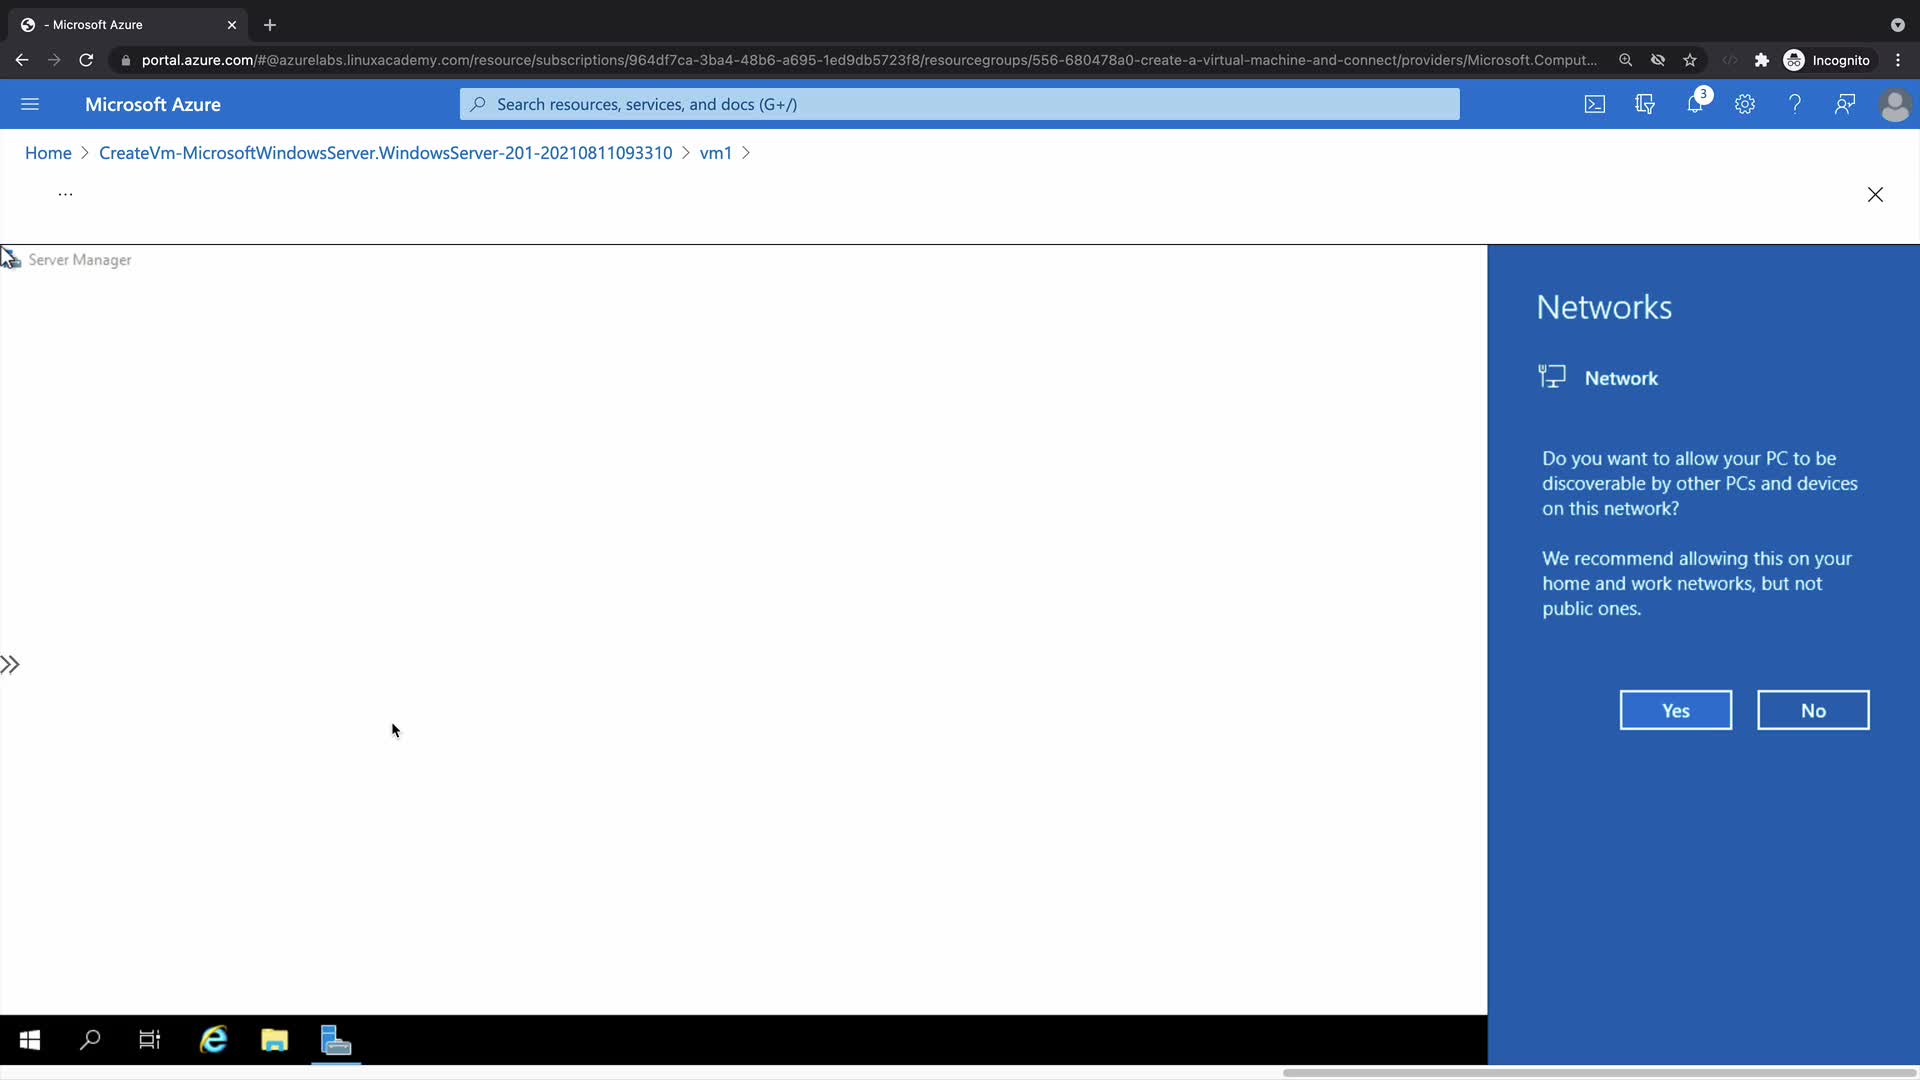 - Microsoft Azure
portal.azure.com/#@azurelabs.linuxacademy.com/resource/subscriptions/964df7ca-3ba4-48b6-a695-1ed9db5723f8/resourcegroups/556-680478a0-create-a-virtual-machine-and-connect/providers/Microsoft.Comput...
Incognito
Microsoft Azure
Search resources, services, and docs (G+/)
3
Home > CreateVm-MicrosoftWindowsServer.WindowsServer-201-20210811093310 > vm1 >
...
Server Manager
Networks
Network
Do you want to allow your PC to be
discoverable by other PCs and devices
on this network?
We recommend allowing this on your
home and work networks, but not
public ones.
Yes
No